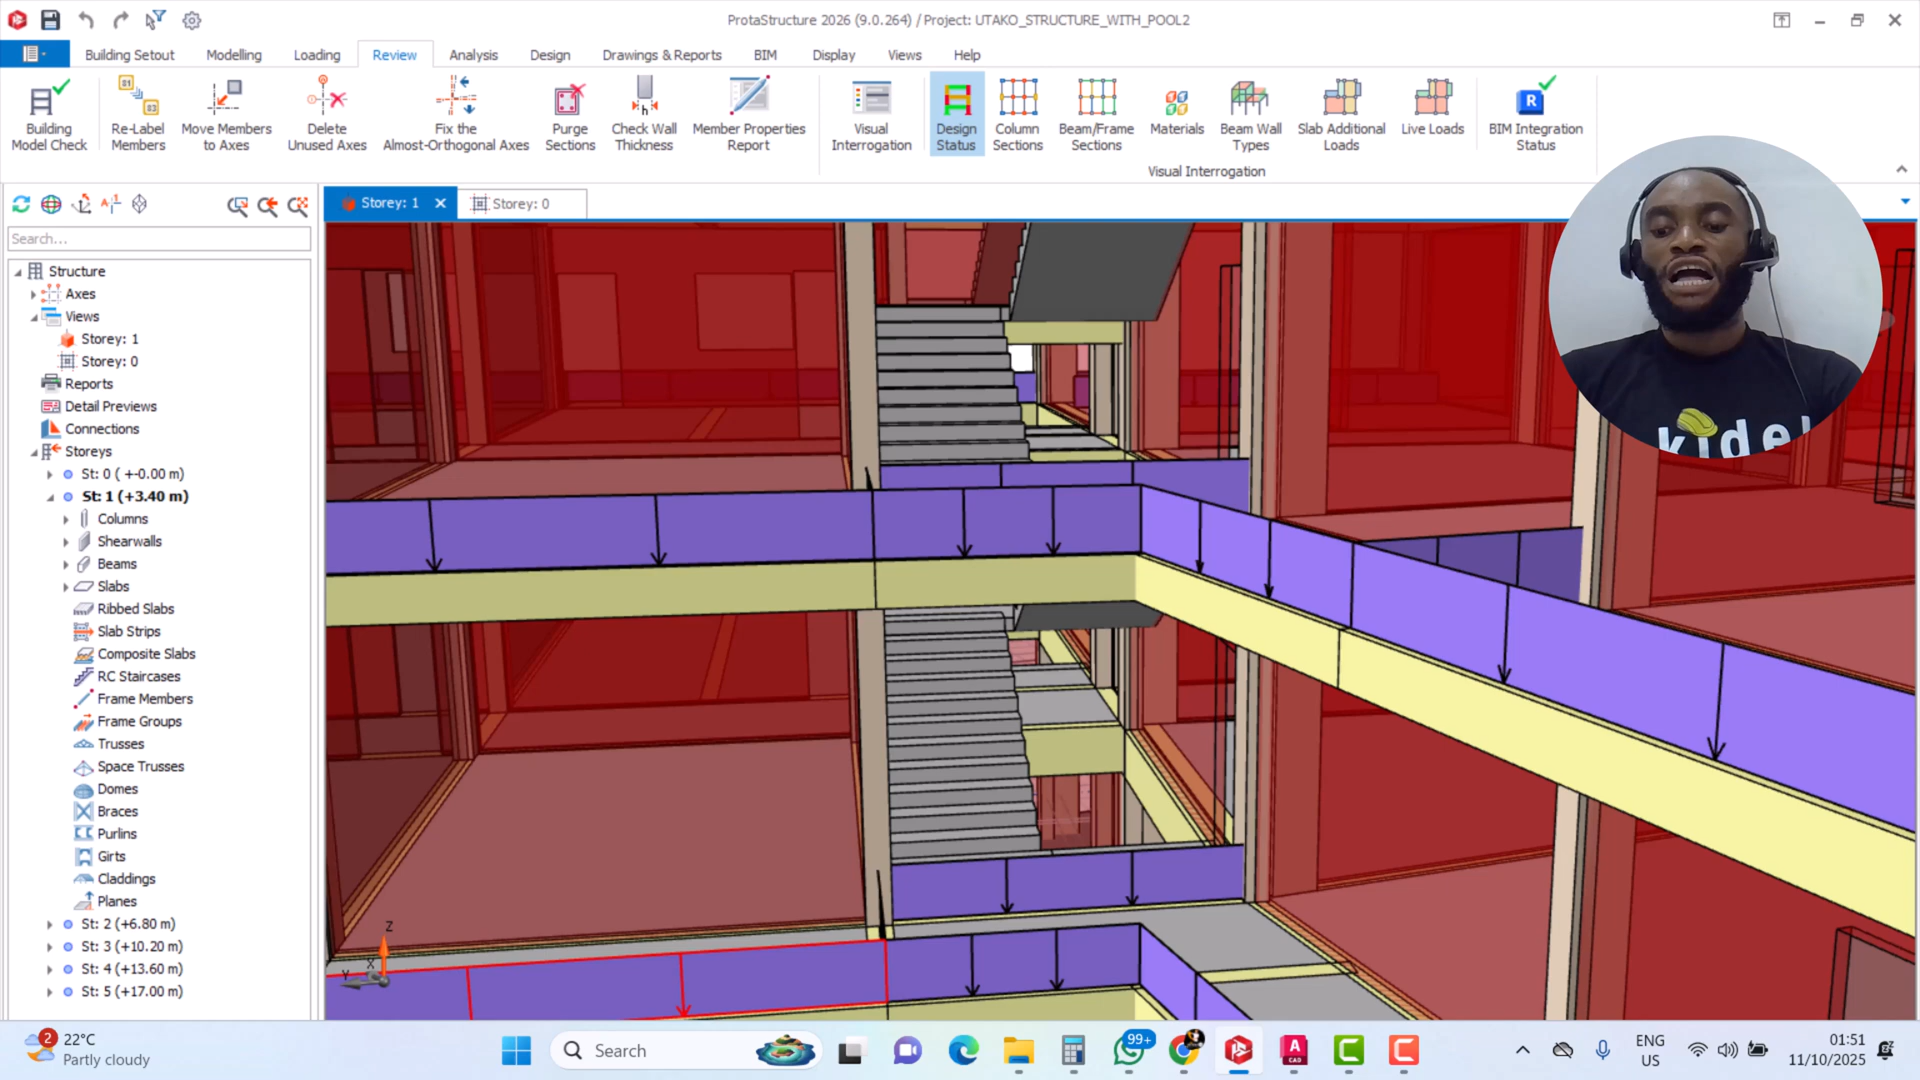 ProtaStructure 2026 (9.0.264) / Project: UTAKO_STRUCTURE_WITH_POOL2
Building Setout Modelling Loading Review Analysis Design Drawings & Reports BIM Display Views Help
Building Model Check
Re-Label Members
Move Members to Axes
Delete Unused Axes
Fix the Almost-Orthogonal Axes
Purge Sections
Check Wall Thickness
Member Properties Report
Visual Interrogation
Design Status
Column Sections
Beam/Frame Sections
Materials
Beam Wall Types
Slab Additional Loads
Live Loads
BIM Integration Status
Visual Interrogation
Storey: 1
Storey: 0
Search...
Structure
Axes
Views
Storey: 1
Storey: 0
Reports
Detail Previews
Connections
Storeys
St: 0 ( +-0.00 m)
St: 1 (+3.40 m)
Columns
Shearwalls
Beams
Slabs
Ribbed Slabs
Slab Strips
Composite Slabs
RC Staircases
Frame Members
Frame Groups
Trusses
Space Trusses
Domes
Braces
Purlins
Girts
Claddings
Planes
St: 2 (+6.80 m)
St: 3 (+10.20 m)
St: 4 (+13.60 m)
St: 5 (+17.00 m)
Z
X
Y
kide
2
22°C
Partly cloudy
Search
99+
A
CAD
ENG
US
01:51
11/10/2025